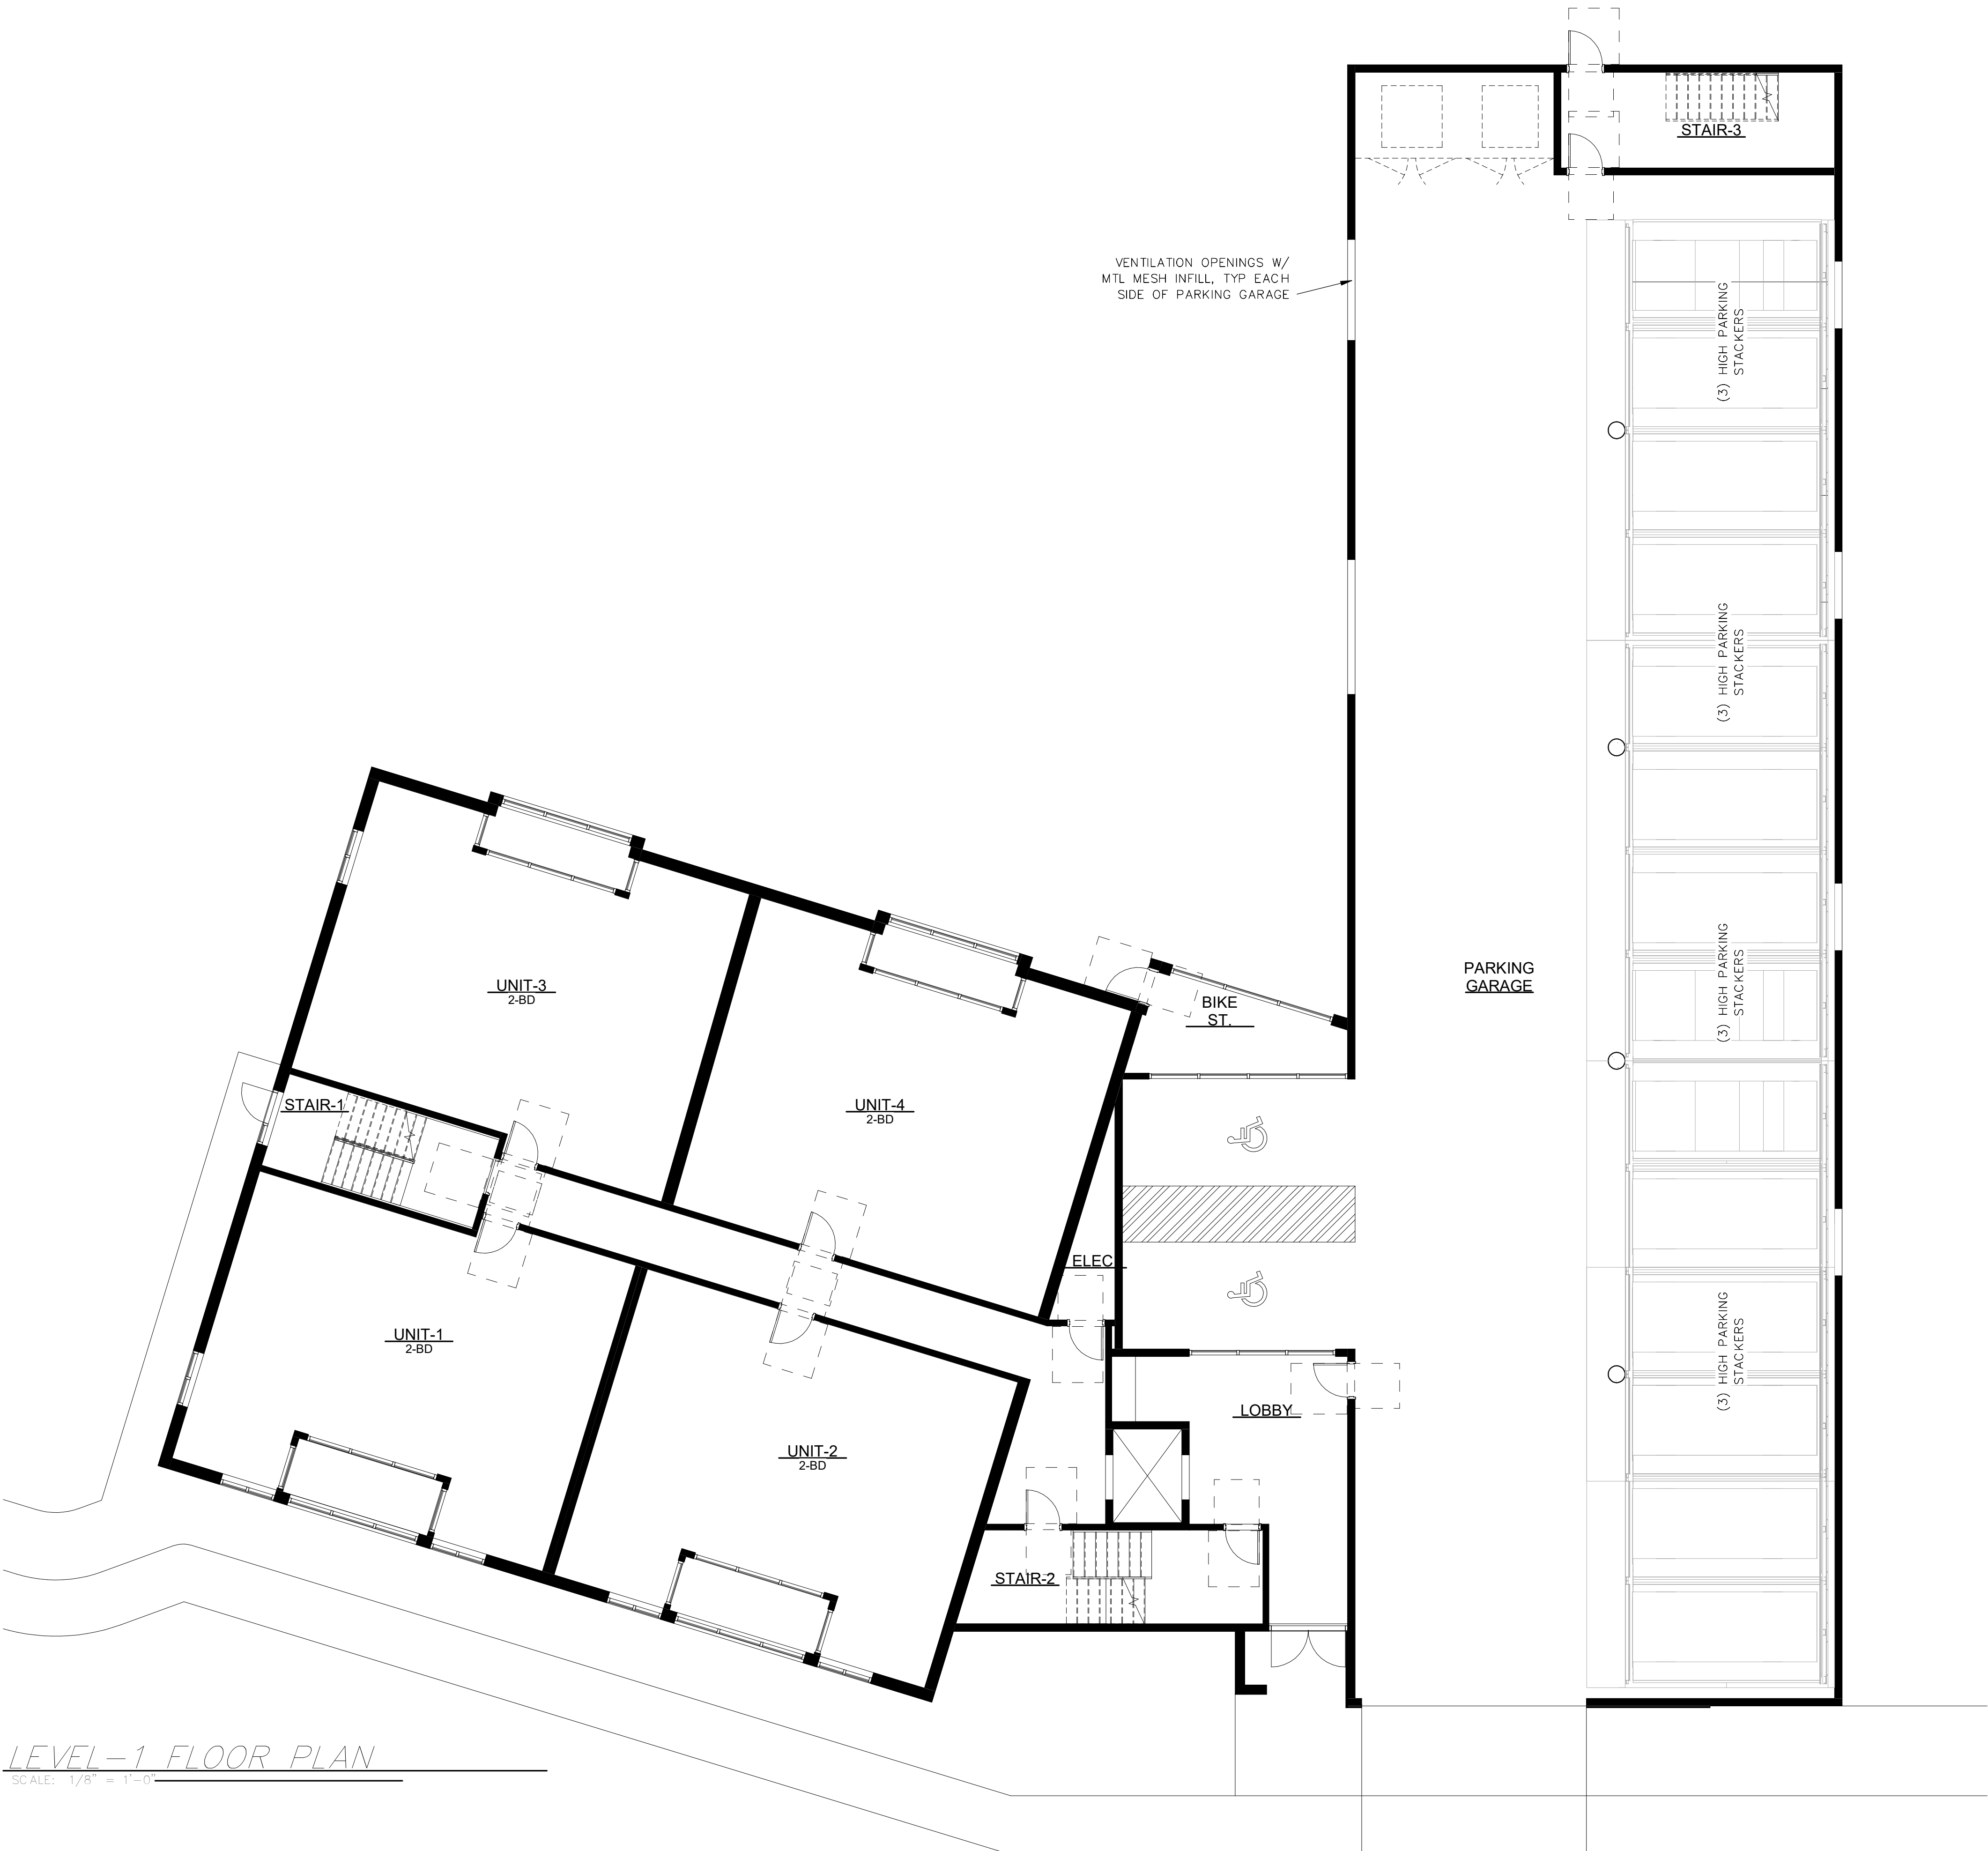 STAIR-3
VENTILATION OPENINGS W/
MTL MESH INFILL, TYP EACH
SIDE OF PARKING GARAGE
(3) HIGH PARKING
STACKERS
(3) HIGH PARKING
STACKERS
(3) HIGH PARKING
STACKERS
(3) HIGH PARKING
STACKERS
PARKING
GARAGE
UNIT-3
2-BD
BIKE
ST.
STAIR-1
UNIT-4
2-BD
ELEC
UNIT-1
2-BD
LOBBY
UNIT-2
2-BD
STAIR-2
LEVEL-1 FLOOR PLAN
SCALE: 1/8" = 1'-0"